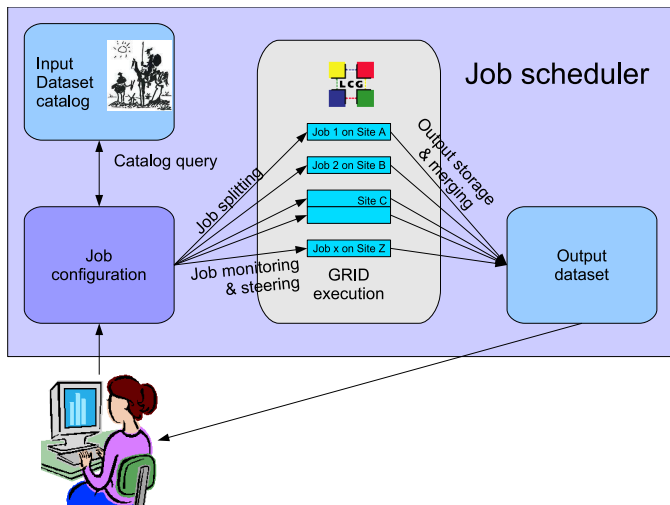 Job scheduler
Input
Dataset
catalog
Catalog query
Job
configuration
Job splitting
Job monitoring
& steering
LCG
Job 1 on Site A
Job 2 on Site B
Site C
Job x on Site Z
GRID
execution
Output storage
& merging
Output
dataset